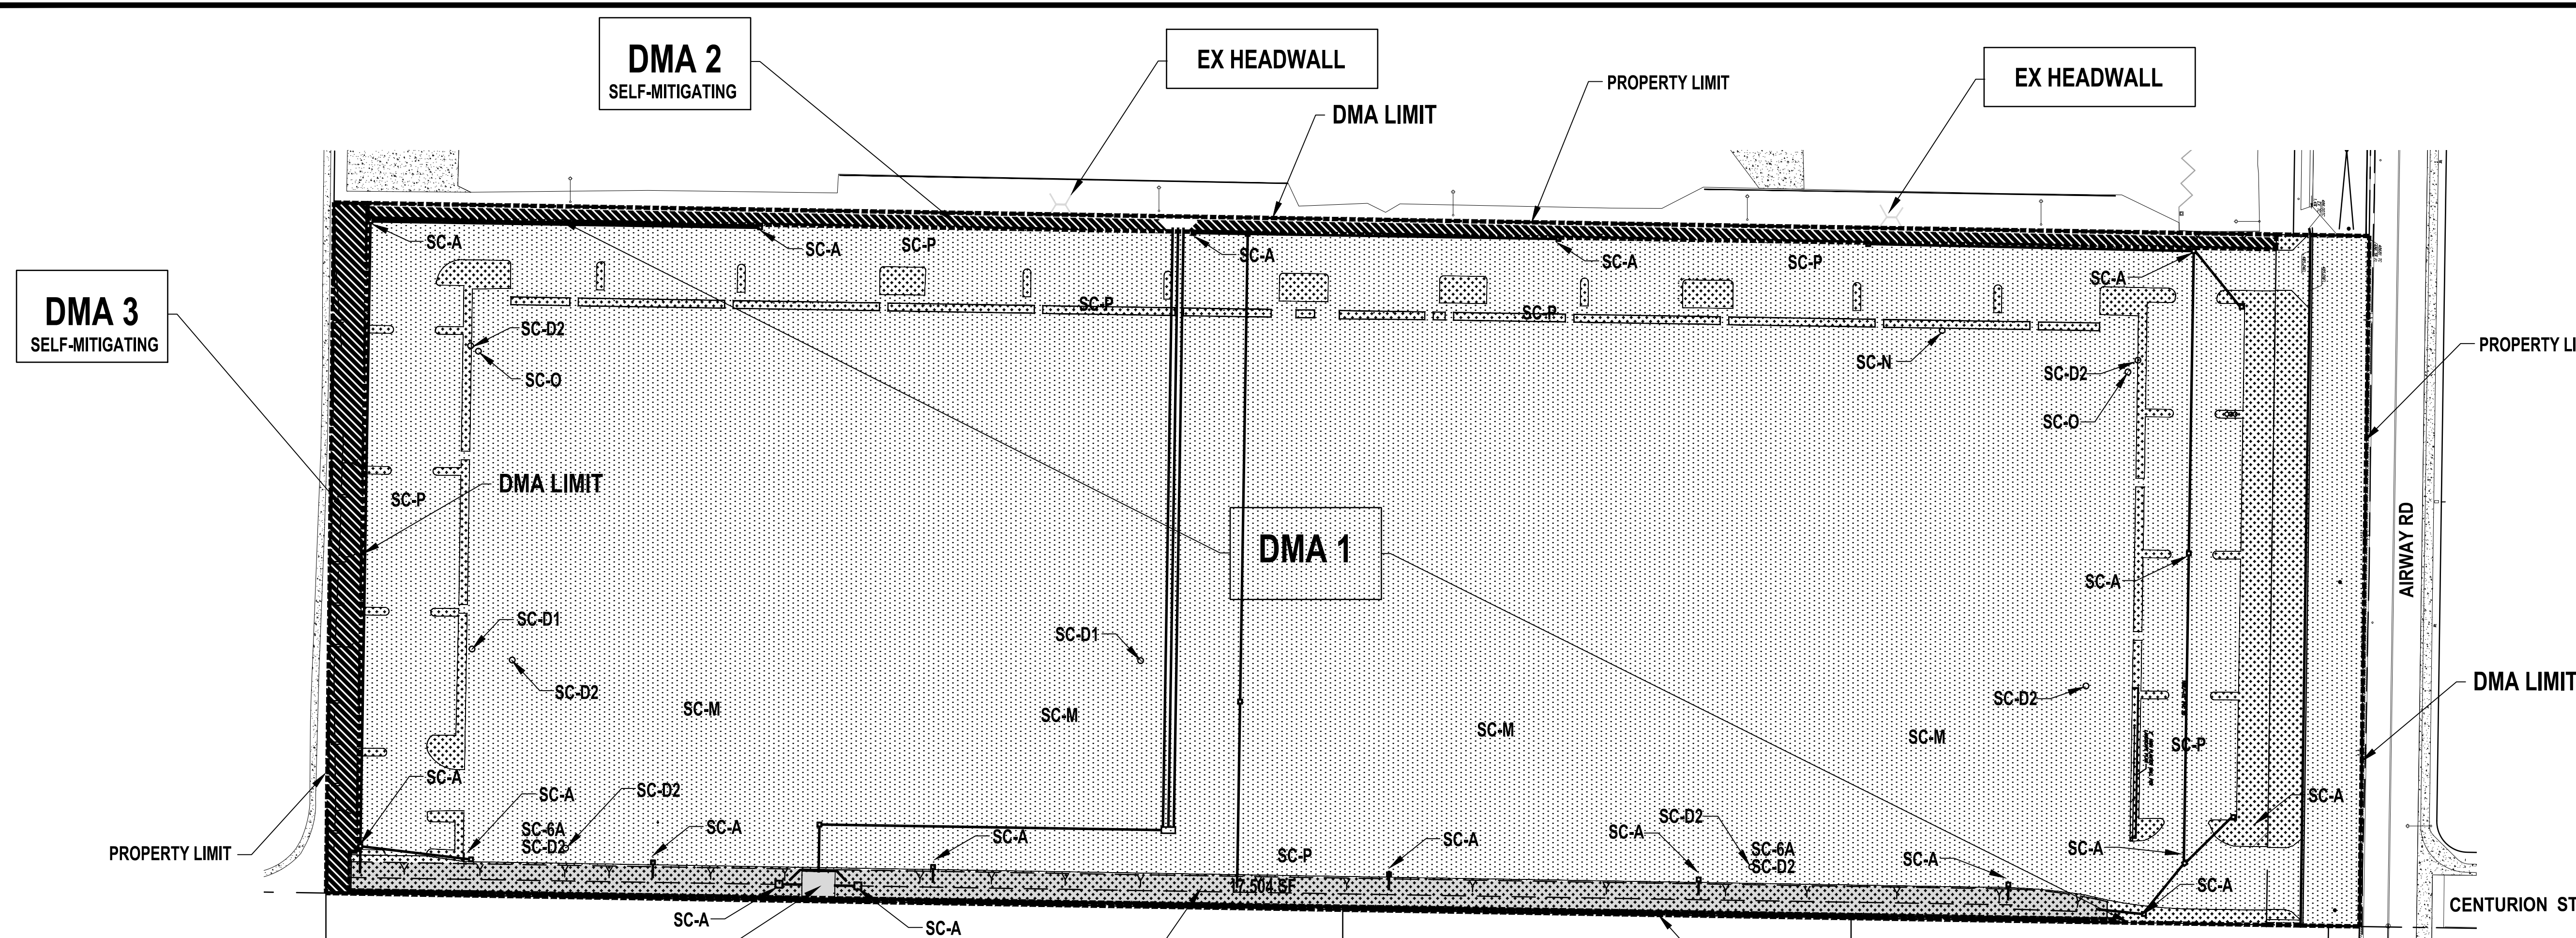 DMA 2
SELF-MITIGATING
EX HEADWALL
DMA LIMIT
PROPERTY LIMIT
EX HEADWALL
SC-A
SC-A
SC-P
SC-A
SC-A
SC-P
SC-A
DMA 3
SELF-MITIGATING
SC-P
SC-P
SC-D2
SC-O
SC-N
SC-D2
SC-O
PROPERTY LI
DMA LIMIT
SC-P
DMA 1
AIRWAY RD
SC-A
SC-D1
SC-D1
SC-D2
SC-D2
DMA LIMIT
SC-M
SC-M
SC-M
SC-M
SC-P
SC-A
SC-A
SC-D2
SC-A
SC-6A
SC-D2
SC-A
SC-A
SC-A
SC-D2
SC-6A
SC-D2
SC-A
SC-A
SC-A
PROPERTY LIMIT
SC-P
17,504 SF
SC-A
SC-A
SC-A
CENTURION ST